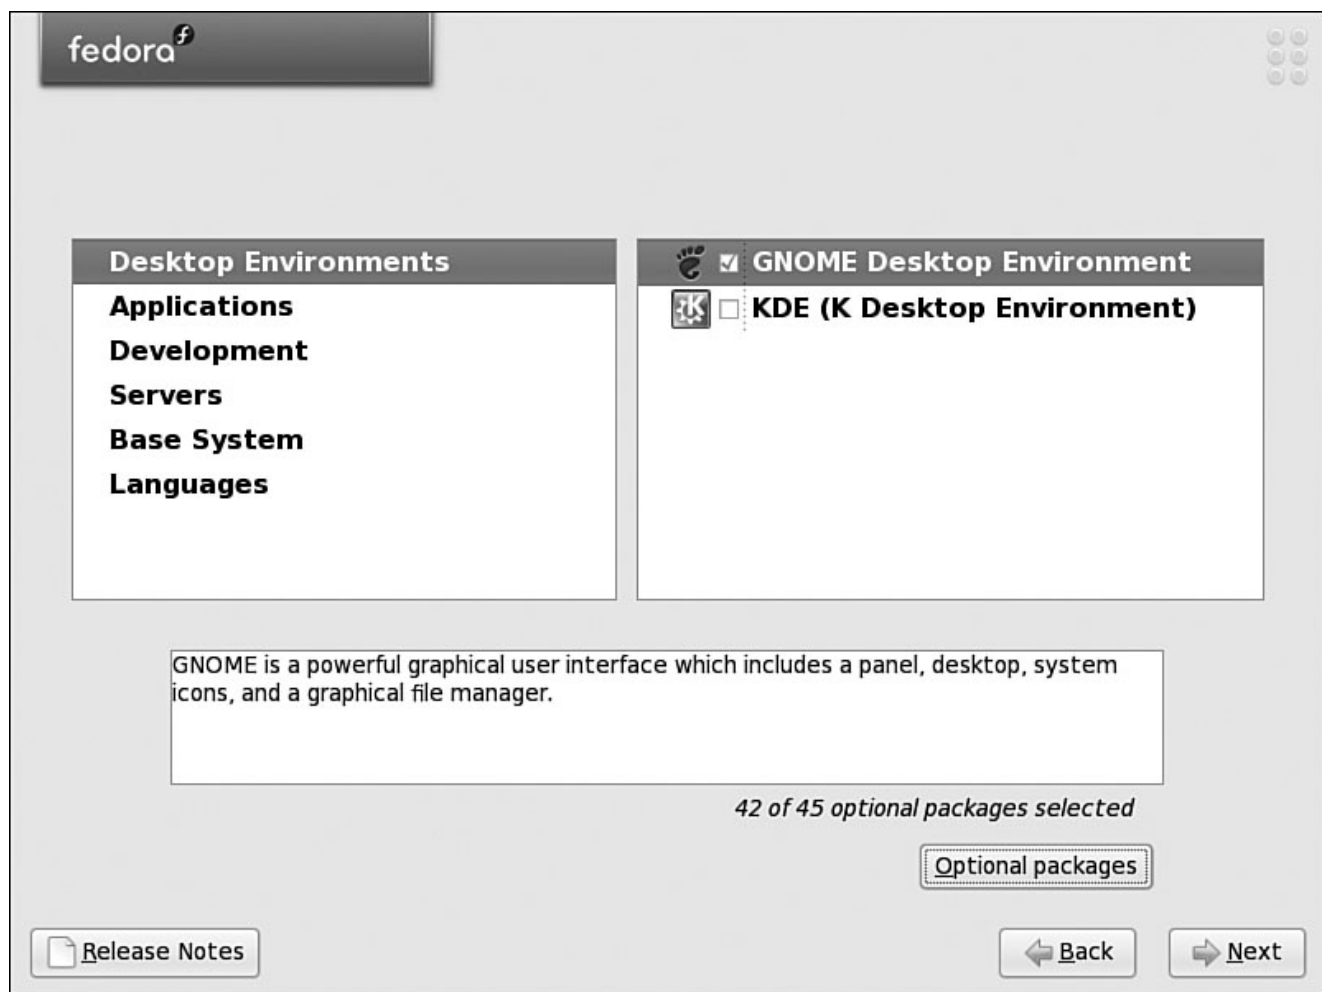 fedora
Desktop Environments
Applications
Development
Servers
Base System
Languages
GNOME Desktop Environment
KDE (K Desktop Environment)
GNOME is a powerful graphical user interface which includes a panel, desktop, system
icons, and a graphical file manager.
42 of 45 optional packages selected
Optional packages
Release Notes
Back
Next